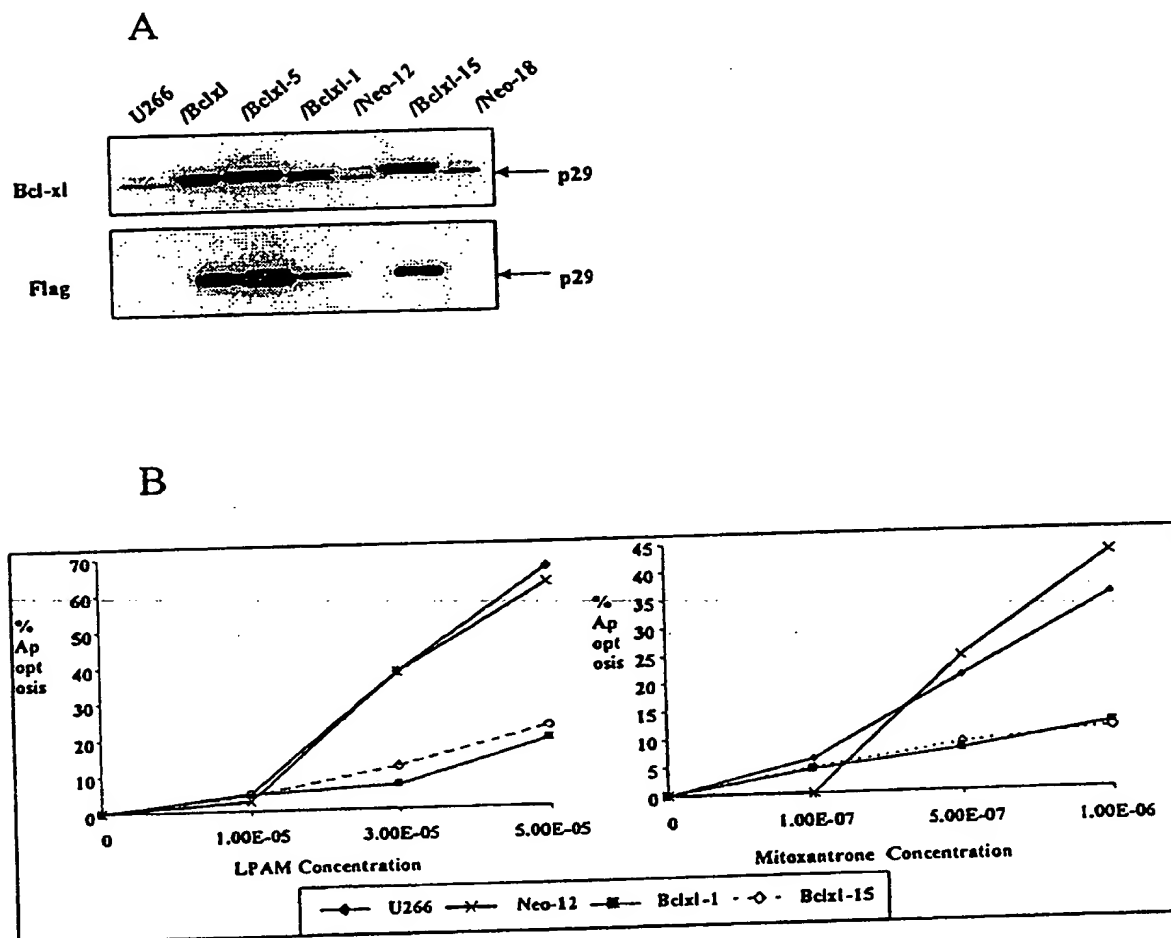 A
U266 /Bclxl /Bclxl-5 /Bclxl-1 /Neo-12 /Bclxl-15 /Neo-18
Bcl-xl
p29
Flag
p29
B
70
60
50
40
30
20
10
0
%
Ap
opt
osis
0 1.00E-05 3.00E-05 5.00E-05
LPAM Concentration
45
40
35
30
25
20
15
10
5
0
%
Ap
opt
osis
0 1.00E-07 5.00E-07 1.00E-06
Mitoxantrone Concentration
U266 Neo-12 Bclxl-1 Bclxl-15